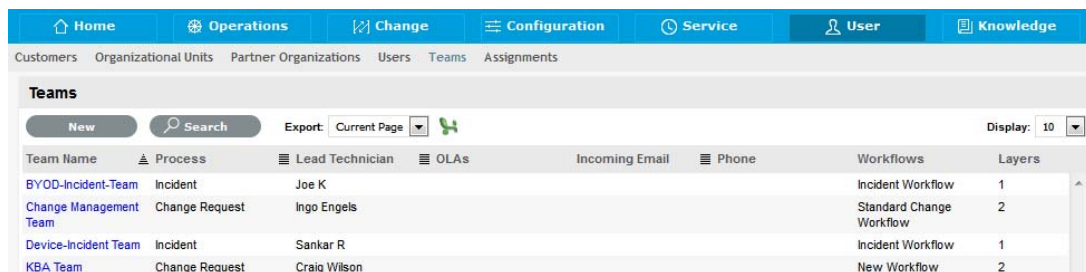 Home Operations Change Configuration Service User Knowledge
Customers Organizational Units Partner Organizations Users Teams Assignments
Teams
New Search Export: Current Page Display: 10
Team Name Process Lead Technician OLAs Incoming Email Phone Workflows Layers
BYOD-Incident-Team Incident Joe K Incident Workflow 1
Change Management Change Request Ingo Engels Standard Change 2
Team Workflow
Device-Incident Team Incident Sankar R Incident Workflow 1
KBA Team Change Request Craig Wilson New Workflow 2